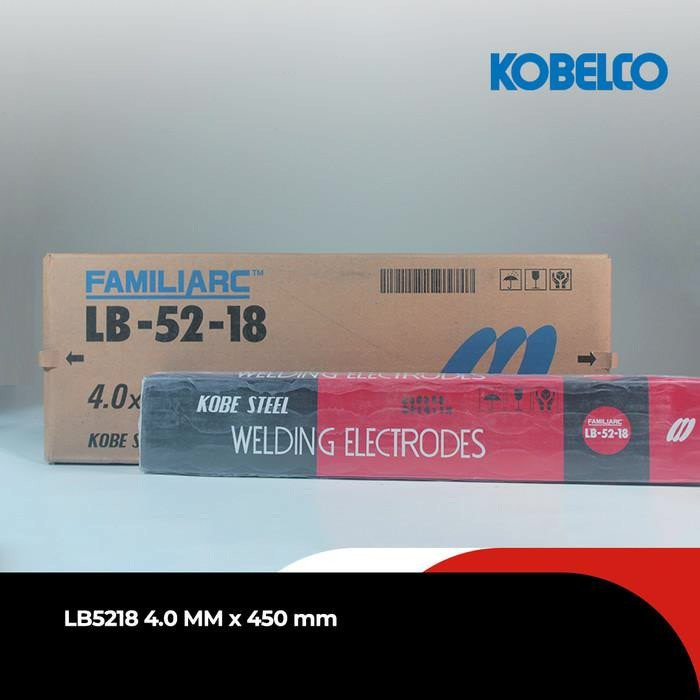 KOBELCO
FAMILIARC™
LB-52-18
4.0x
KOBE STEEL
WELDING ELECTRODES
KOBE STEEL
WELDING ELECTRODES
FAMILIARC
LB-52-18
LB5218 4.0 MM x 450 mm